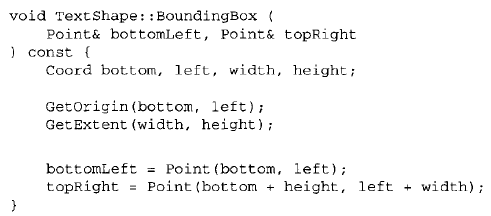 void TextShape::BoundingBox (
    Point& bottomLeft, Point& topRight
) const {
    Coord bottom, left, width, height;

    GetOrigin(bottom, left);
    GetExtent(width, height);

    bottomLeft = Point(bottom, left);
    topRight = Point(bottom + height, left + width);
}